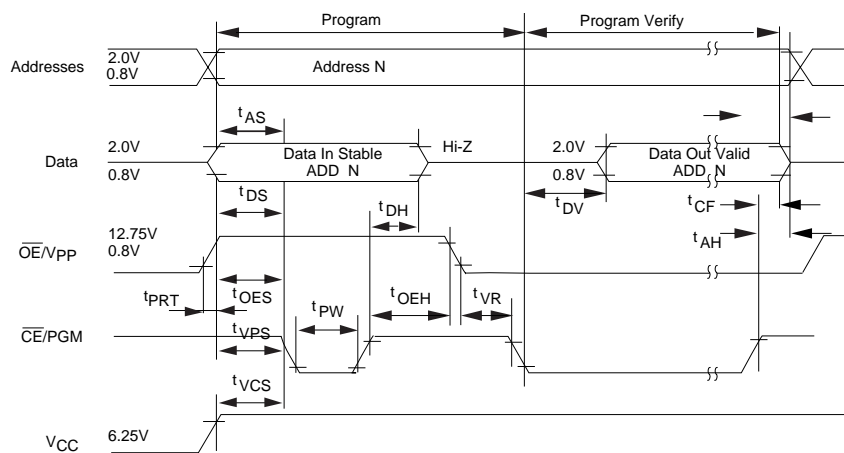 Program
Program Verify
Addresses
2.0V
0.8V
Address N
tAS
Data
2.0V
0.8V
Data In Stable
ADD N
Hi-Z
2.0V
0.8V
Data Out Valid
ADD N
tDS
tDH
tDV
tCF
OE/VPP
12.75V
0.8V
tAH
tPRT
tOES
tPW
tOEH
tVR
CE/PGM
tVPS
tVCS
VCC
6.25V